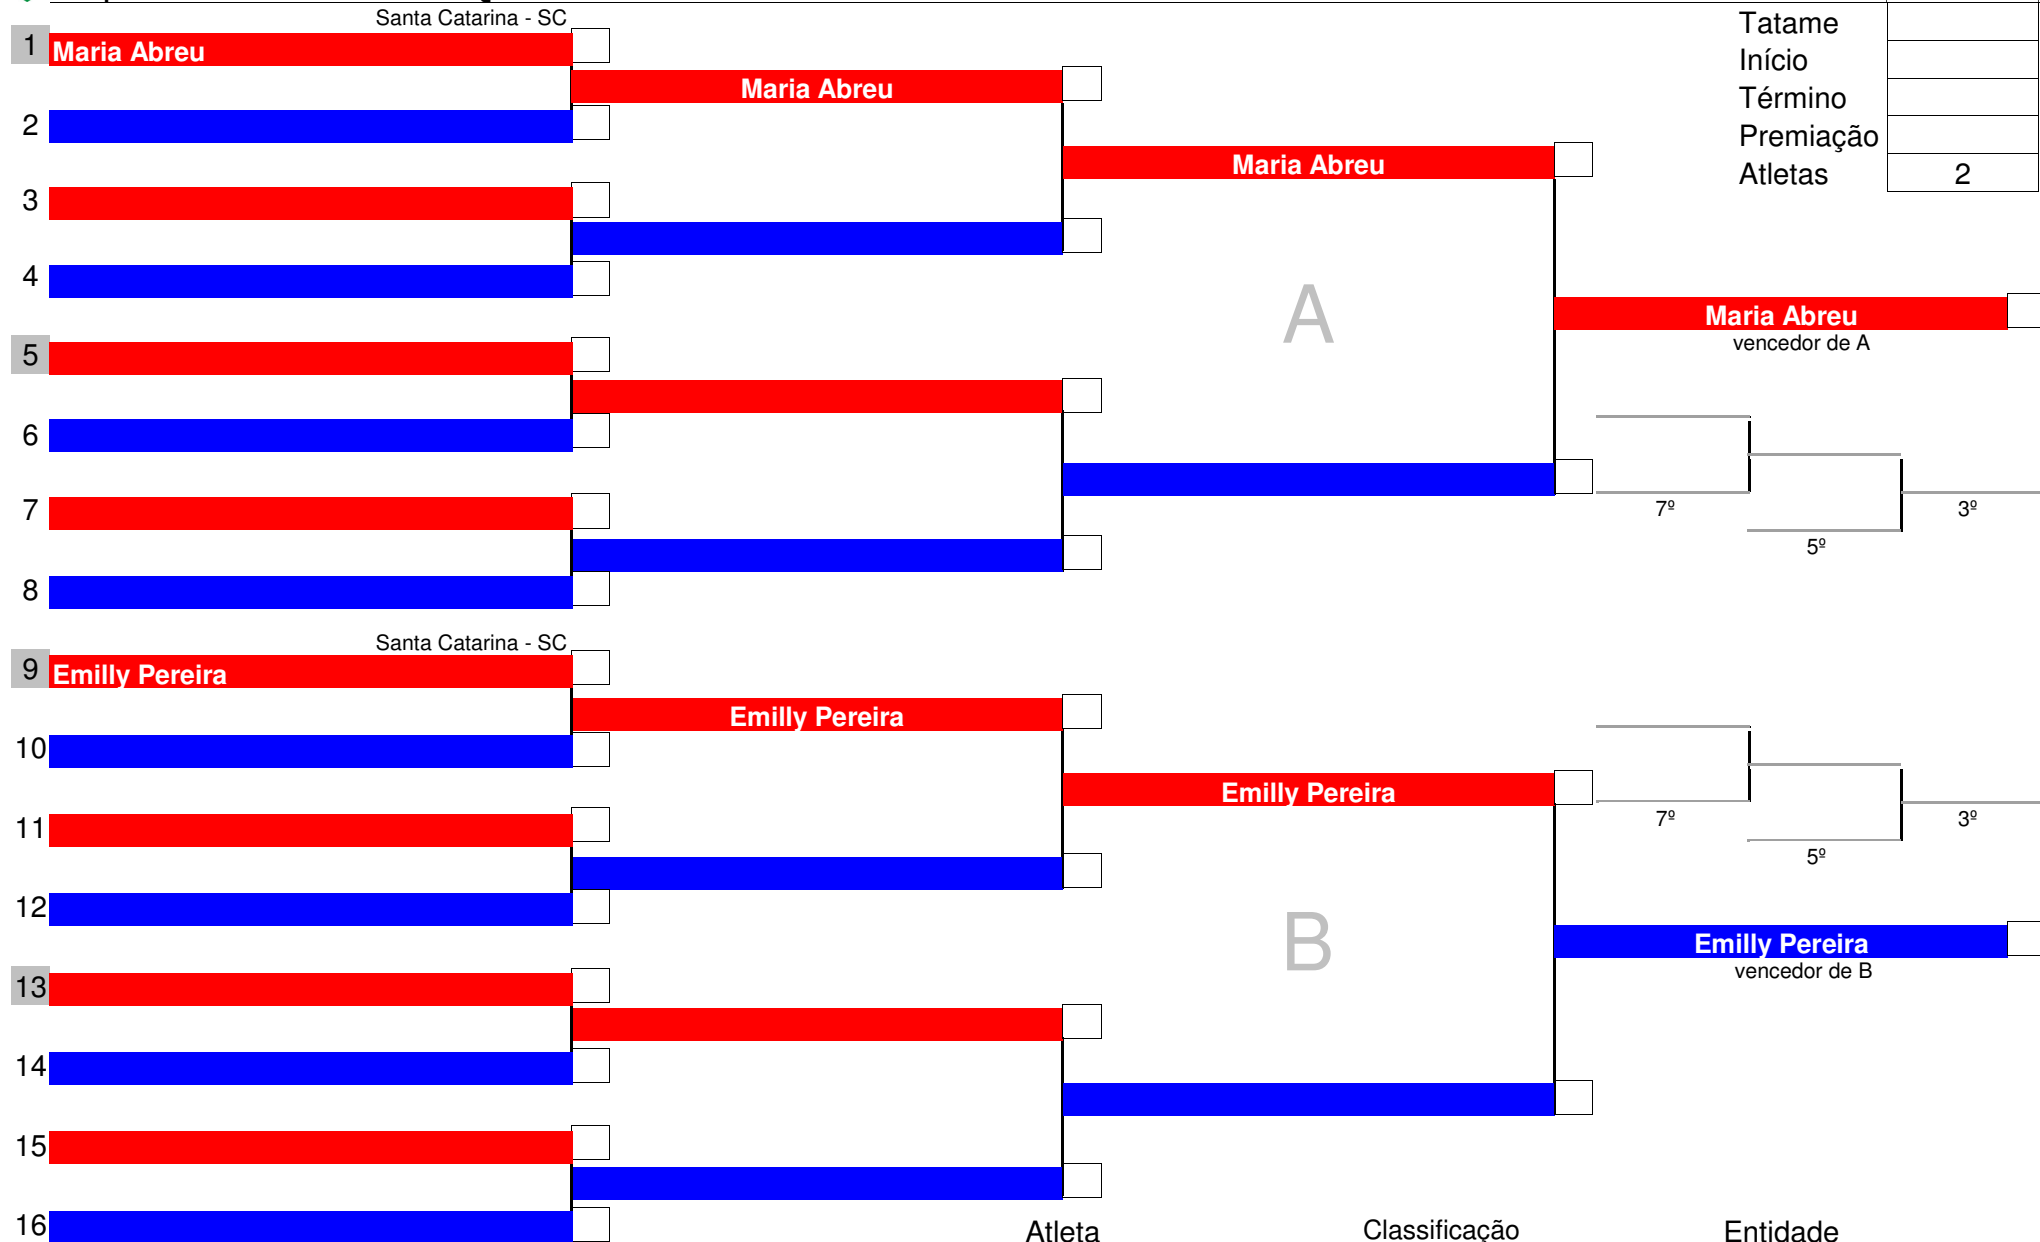 Santa Catarina - SC
1 Maria Abreu
Maria Abreu
2
Maria Abreu
3
4
Tatame
Início
Término
Premiação
Atletas 2
A
Maria Abreu
vencedor de A
5
6
7
8
7º
5º
3º
Santa Catarina - SC
9 Emilly Pereira
Emilly Pereira
10
Emilly Pereira
11
12
7º
5º
3º
B
Emilly Pereira
vencedor de B
13
14
15
16
Atleta Classificação Entidade